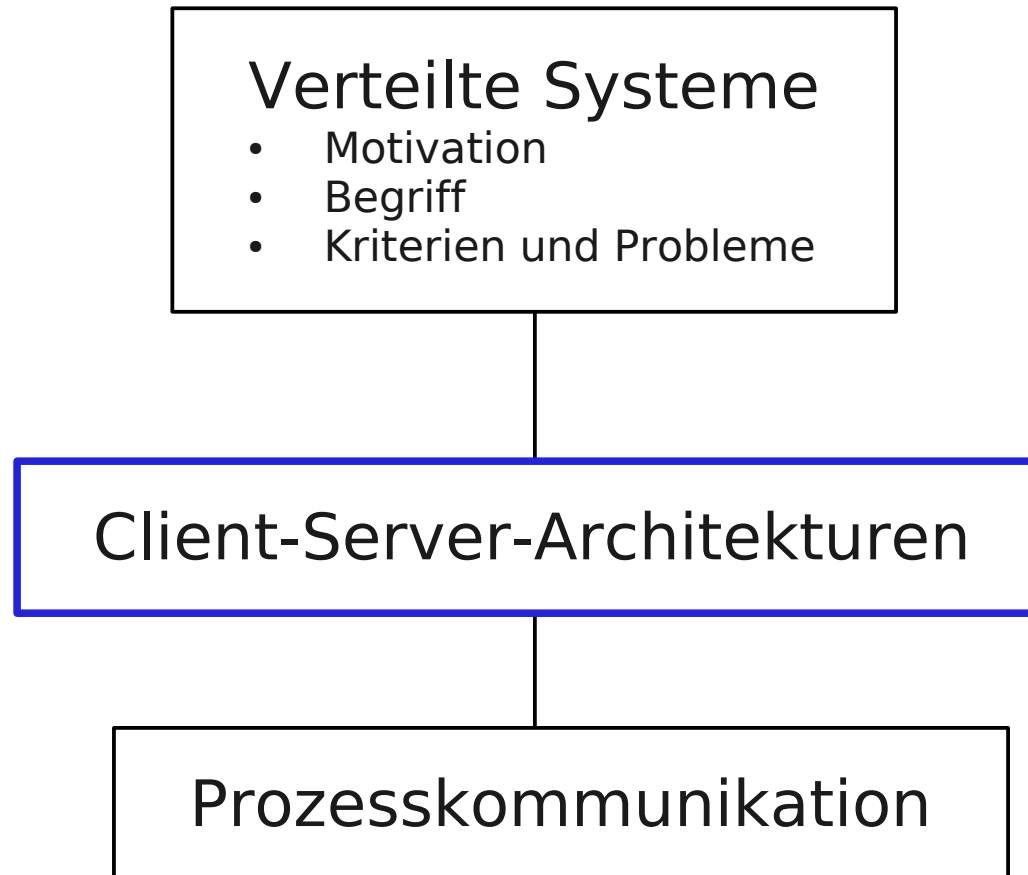 Verteilte Systeme
• Motivation
• Begriff
• Kriterien und Probleme
Client-Server-Architekturen
Prozesskommunikation